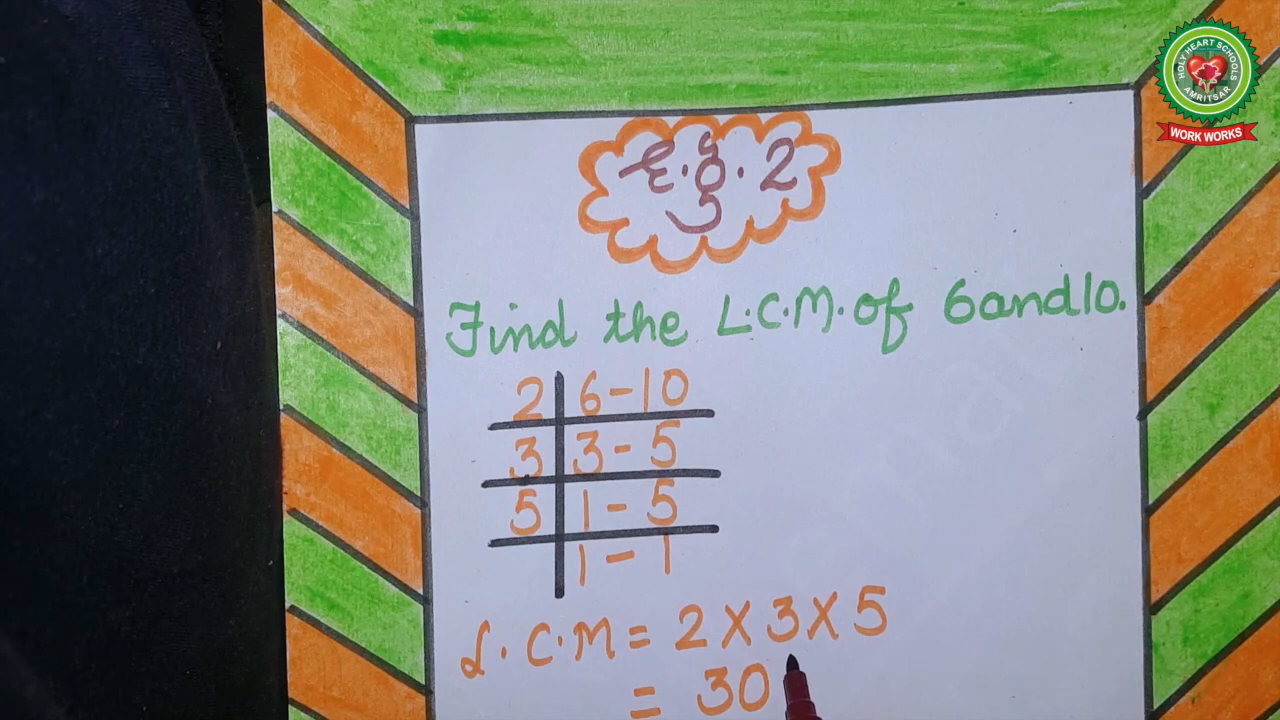 HOLY HEART SCHOOLS
AMRITSAR
WORK WORKS
E.g. 2
Find the L.C.M. of 6 and 10.
2 6 - 10
3 3 - 5
5 1 - 5
1 - 1
L.C.M = 2 X 3 X 5
= 30